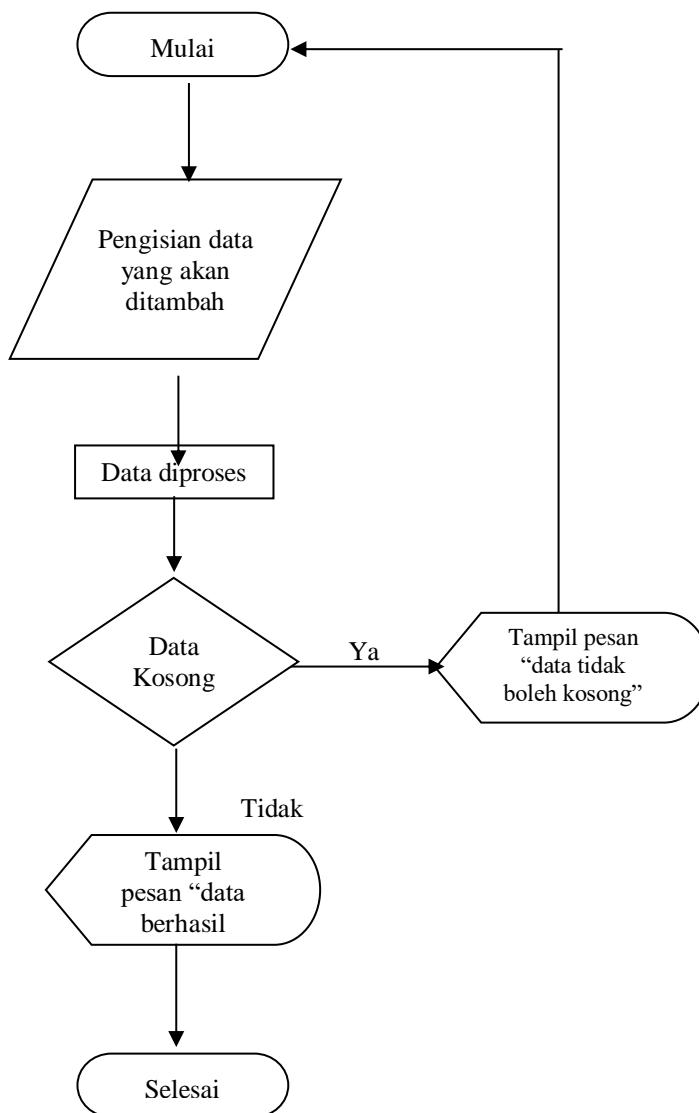 Mulai
Pengisian data
yang akan
ditambah
Data diproses
Data
Kosong
Ya
Tampil pesan
“data tidak
boleh kosong”
Tidak
Tampil
pesan “data
berhasil
Selesai